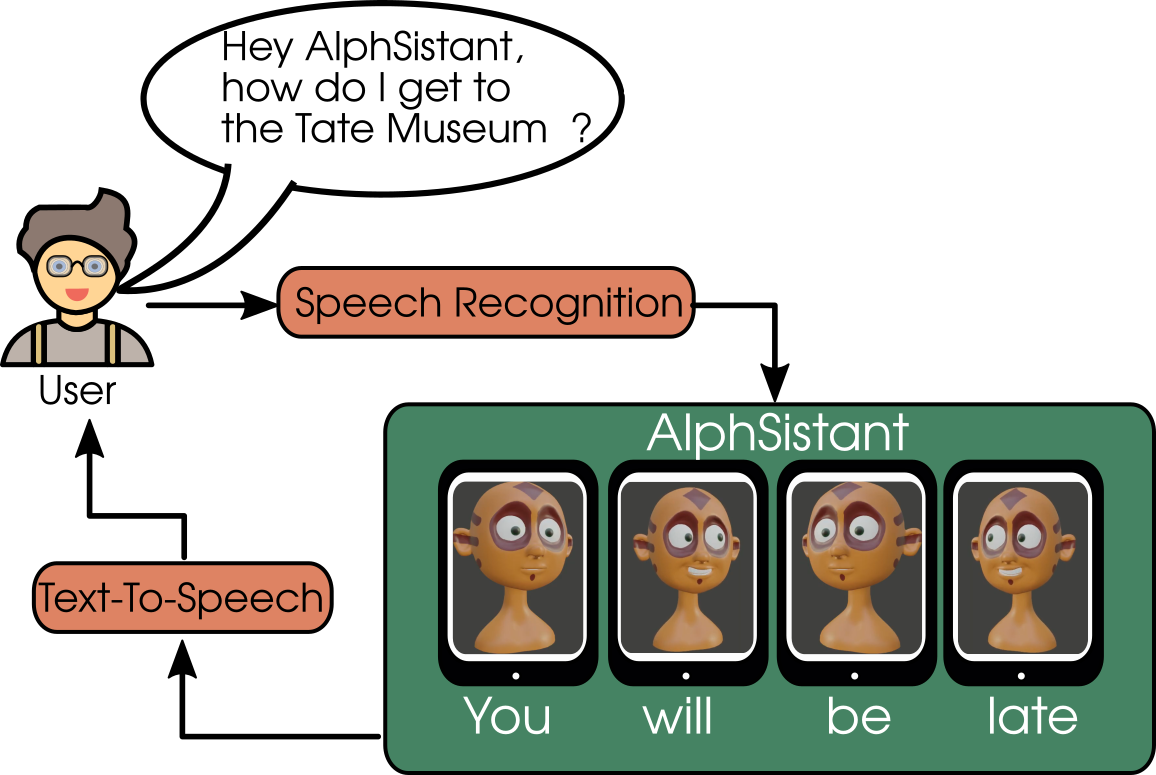 Hey AlphSistant,
how do I get to
the Tate Museum ?
Speech Recognition
User
AlphSistant
Text-To-Speech
You will be late